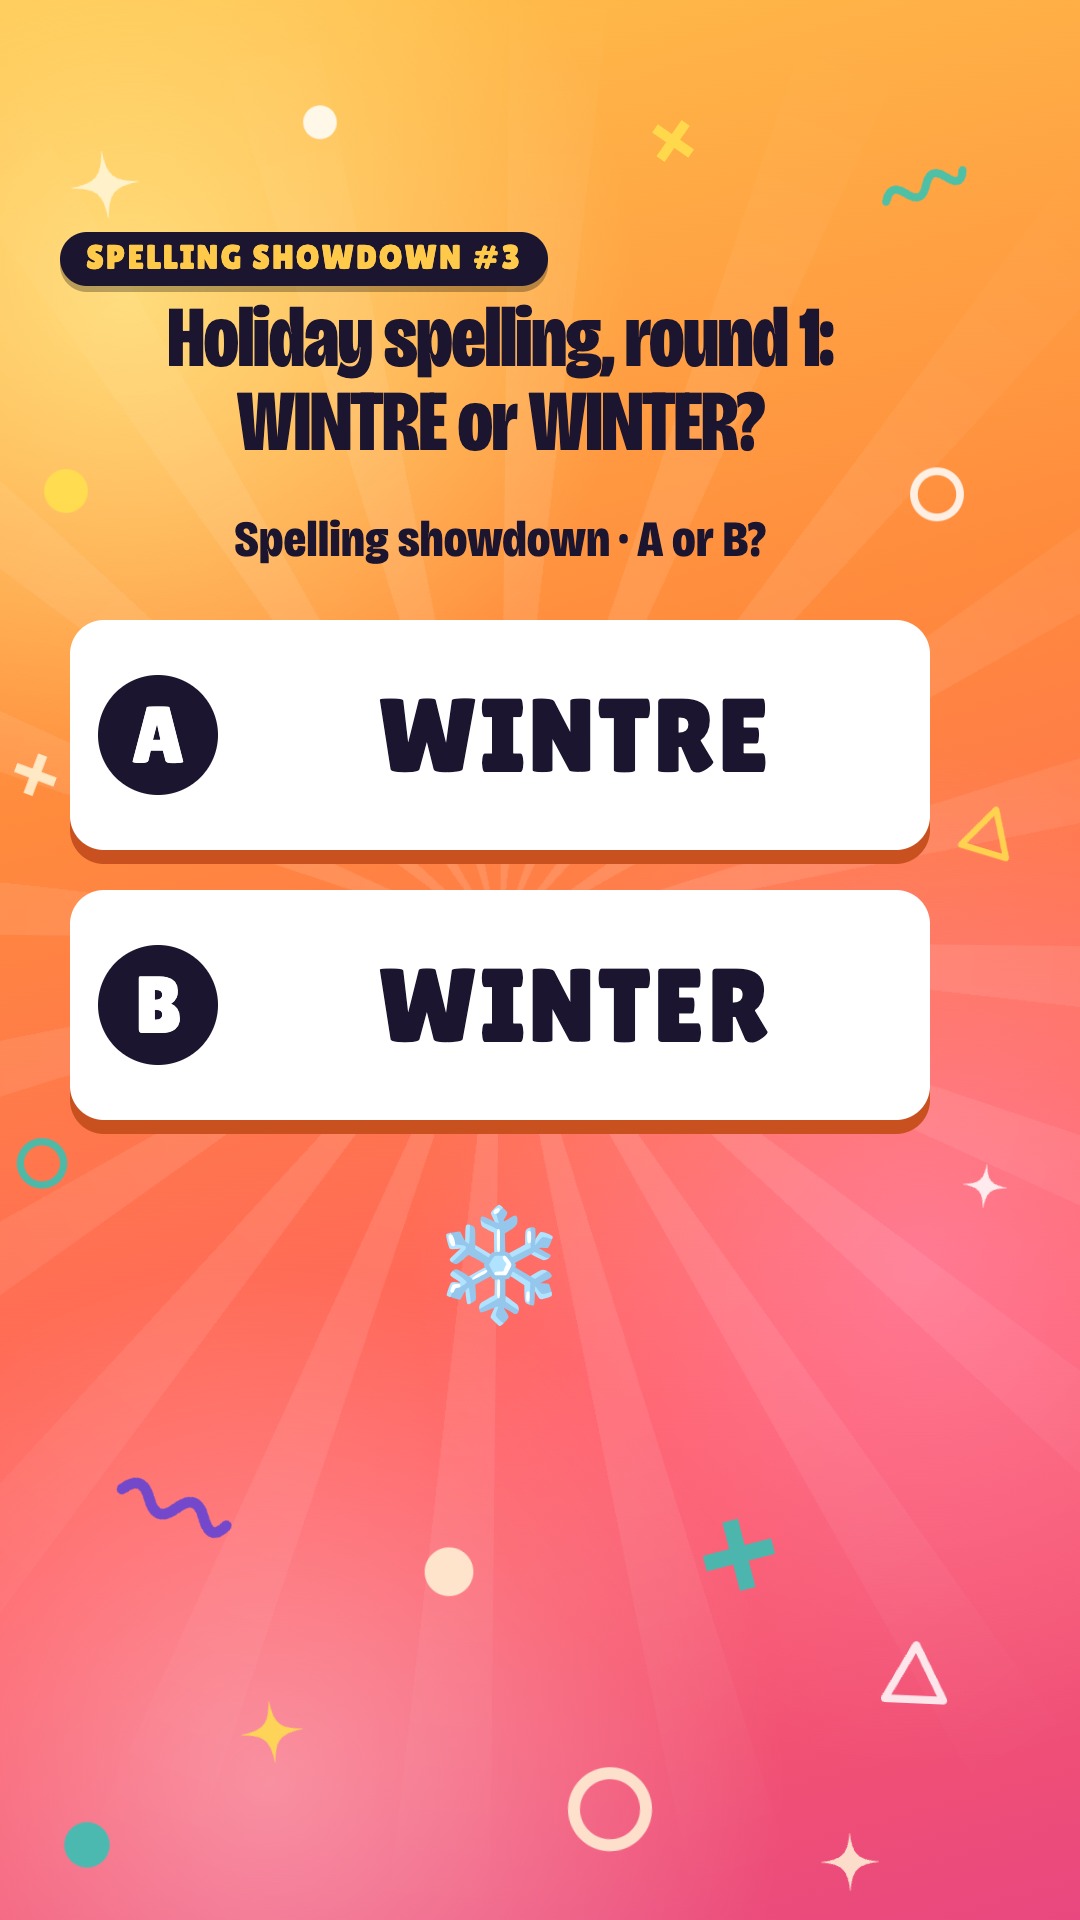 SPELLING SHOWDOWN #3
Holiday spelling, round 1:
WINTRE or WINTER?
Spelling showdown · A or B?
A WINTRE
B WINTER